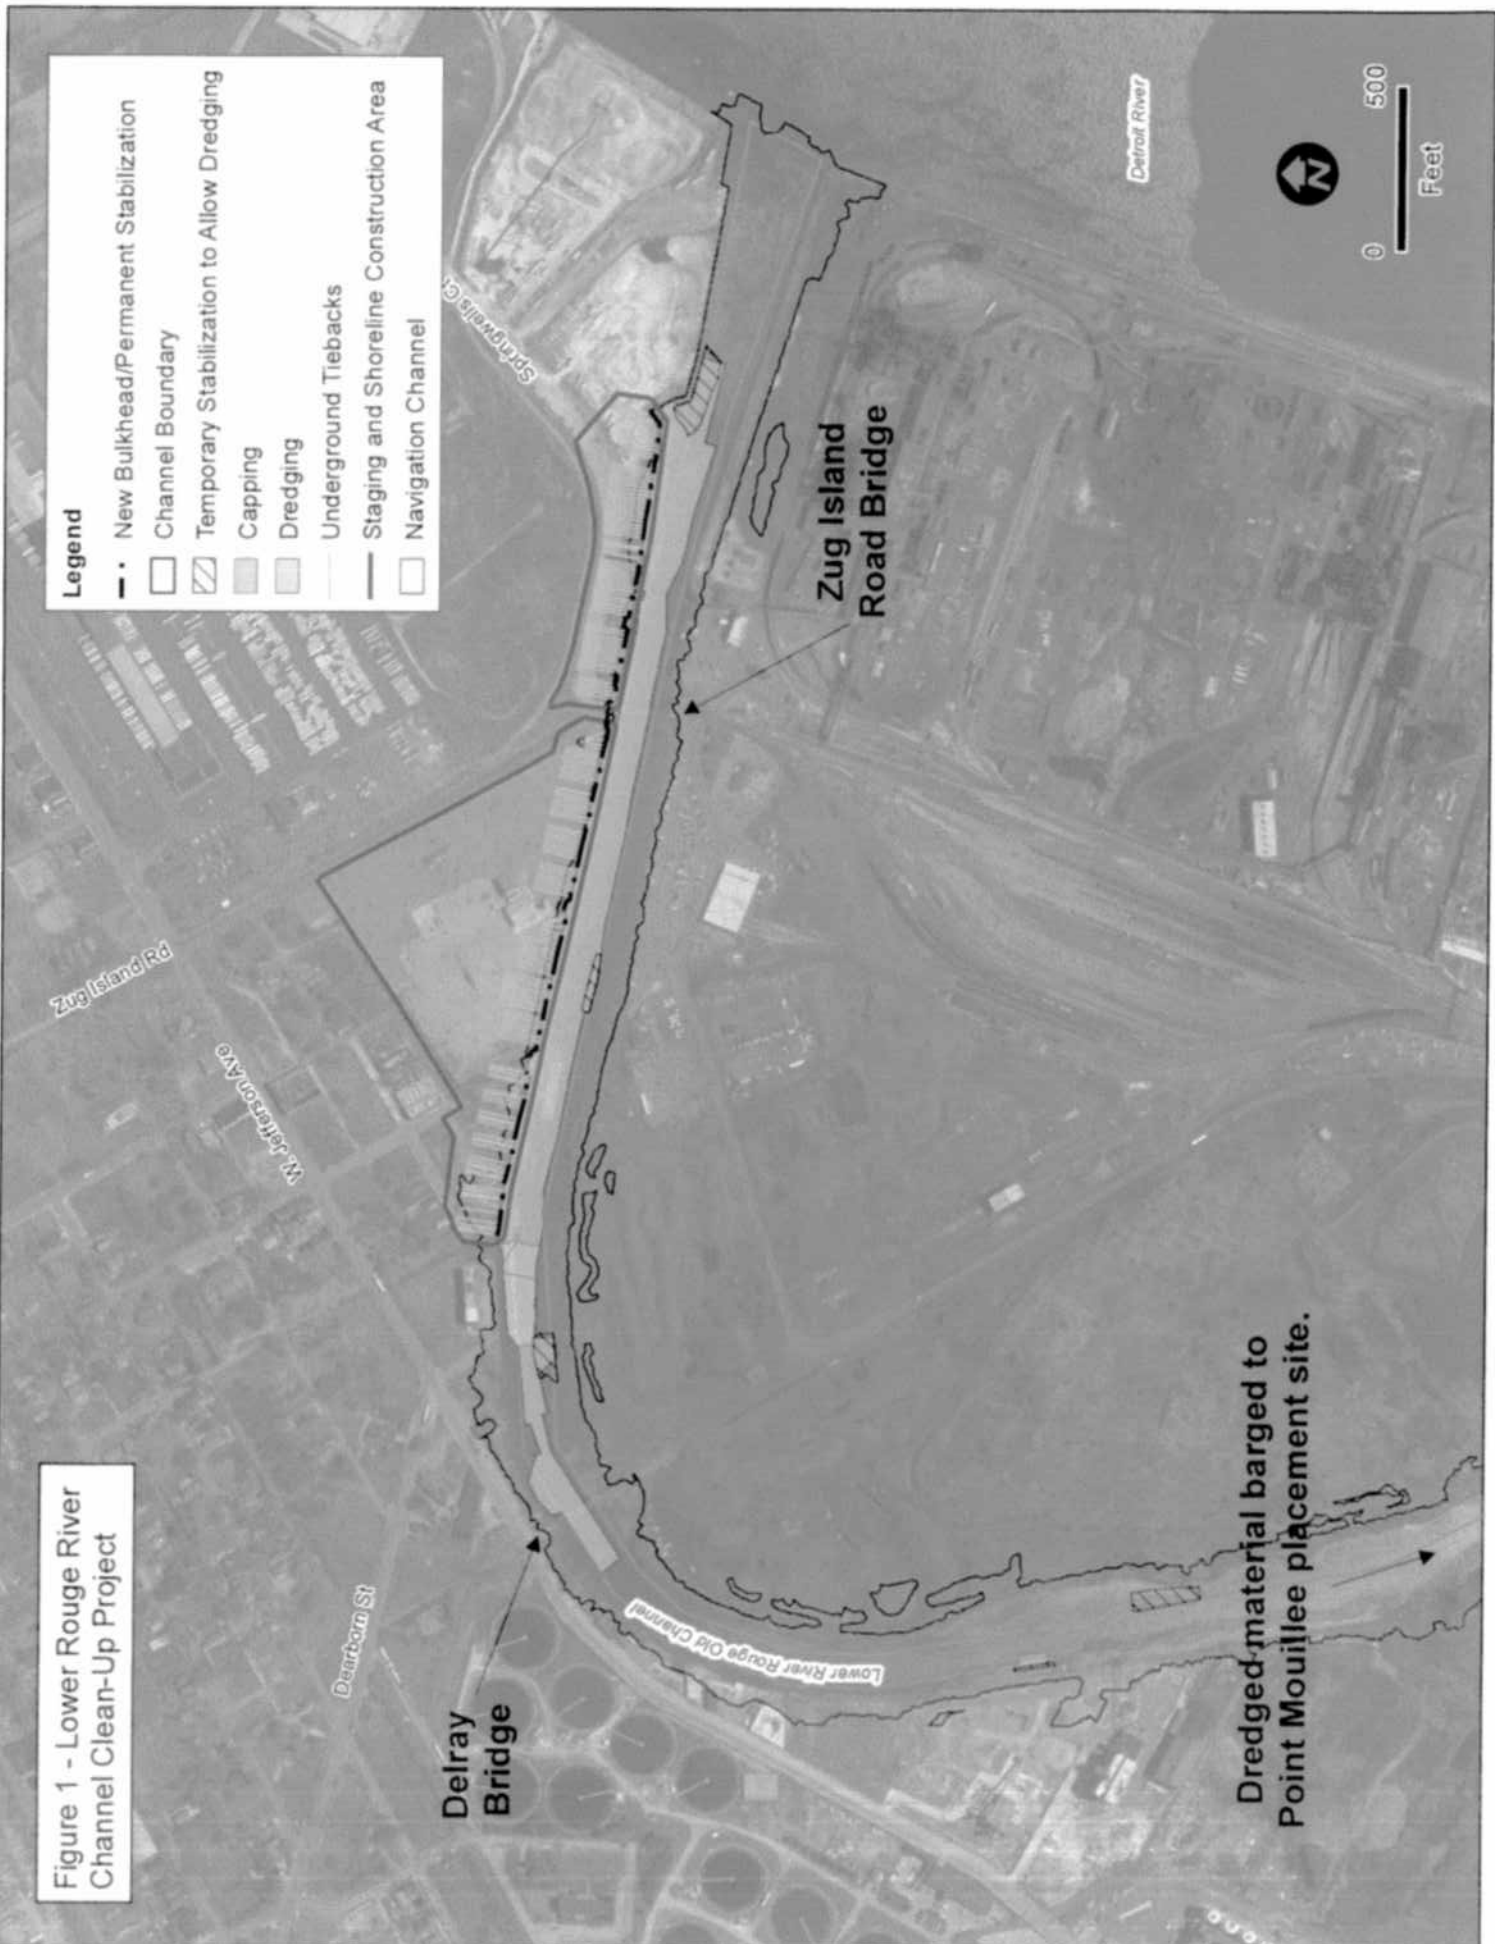 Figure 1 - Lower Rouge River
Channel Clean-Up Project
Legend
New Bulkhead/Permanent Stabilization
Channel Boundary
Temporary Stabilization to Allow Dredging
Capping
Dredging
Underground Tiebacks
Staging and Shoreline Construction Area
Navigation Channel
Dearborn St
W. Jefferson Ave
Zug Island Rd
Springwells Ct
Delray
Bridge
Lower River Rouge Old Channel
Zug Island
Road Bridge
Detroit River
Dredged material barged to
Point Mouillee placement site.
N
0 500
Feet